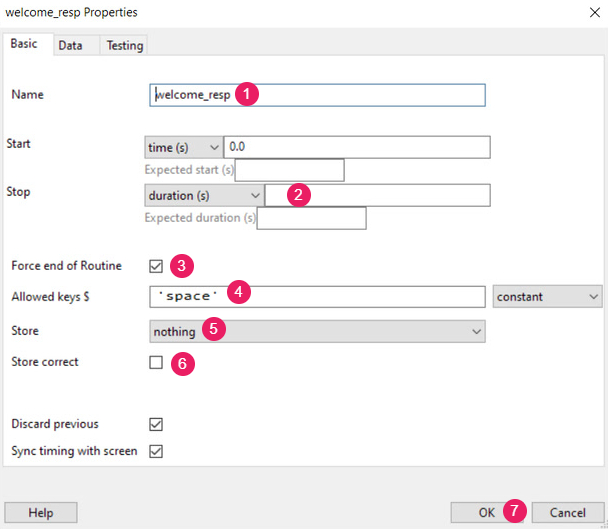 welcome_resp Properties
Basic Data Testing
Name welcome_resp 1
Start time (s) 0.0
Expected start (s)
Stop duration (s) 2
Expected duration (s)
Force end of Routine 3
Allowed keys $ 'space' 4 constant
Store nothing 5
Store correct 6
Discard previous
Sync timing with screen
Help OK 7 Cancel